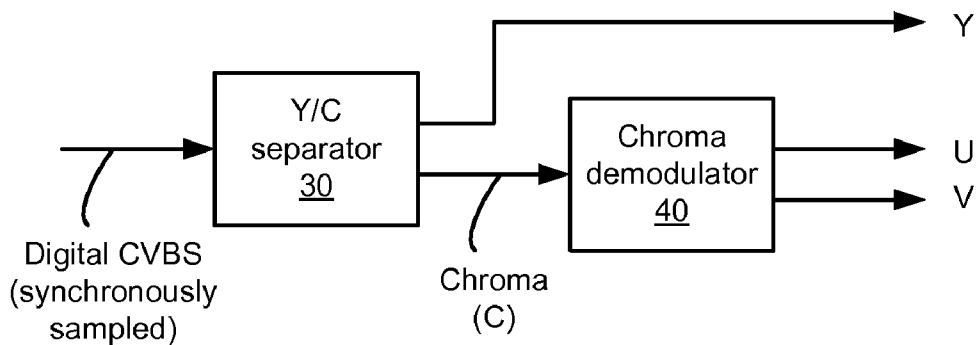 Y
Y/C
separator
30
Chroma
demodulator
40
U
V
Digital CVBS
(synchronously
sampled)
Chroma
(C)